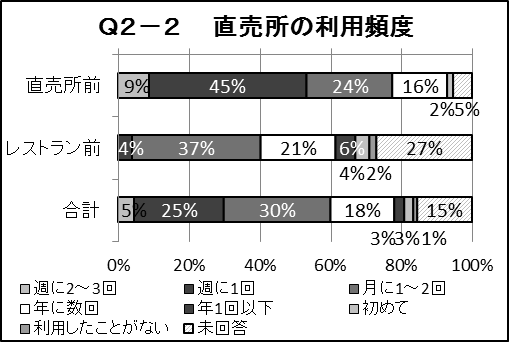 Q2－2　直売所の利用頻度
直売所前 9% 45% 24% 16% 2% 5%
レストラン前 4% 37% 21% 6% 4% 2% 27%
合計 5% 25% 30% 18% 3% 3% 1% 15%
0% 20% 40% 60% 80% 100%
週に2～3回 週に1回 月に1～2回
年に数回 年1回以下 初めて
利用したことがない 未回答